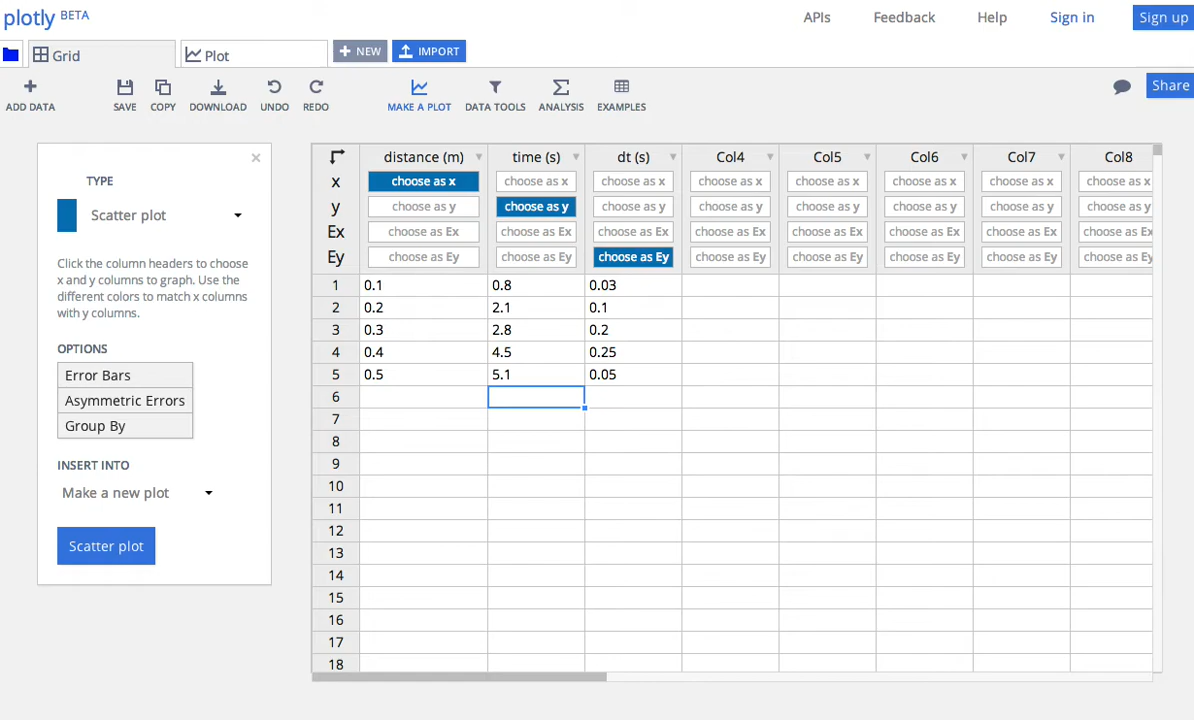 plotly BETA APIs Feedback Help Sign in Sign up
Grid Plot NEW IMPORT
ADD DATA SAVE COPY DOWNLOAD UNDO REDO MAKE A PLOT DATA TOOLS ANALYSIS EXAMPLES Share
TYPE
Scatter plot
Click the column headers to choose
x and y columns to graph. Use the
different colors to match x columns
with y columns.
OPTIONS
Error Bars
Asymmetric Errors
Group By
INSERT INTO
Make a new plot
Scatter plot
distance (m) time (s) dt (s) Col4 Col5 Col6 Col7 Col8
x choose as x choose as x choose as x choose as x choose as x choose as x choose as x choose as x
y choose as y choose as y choose as y choose as y choose as y choose as y choose as y choose as y
Ex choose as Ex choose as Ex choose as Ex choose as Ex choose as Ex choose as Ex choose as Ex choose as Ex
Ey choose as Ey choose as Ey choose as Ey choose as Ey choose as Ey choose as Ey choose as Ey choose as Ey
1 0.1 0.8 0.03
2 0.2 2.1 0.1
3 0.3 2.8 0.2
4 0.4 4.5 0.25
5 0.5 5.1 0.05
6
7
8
9
10
11
12
13
14
15
16
17
18